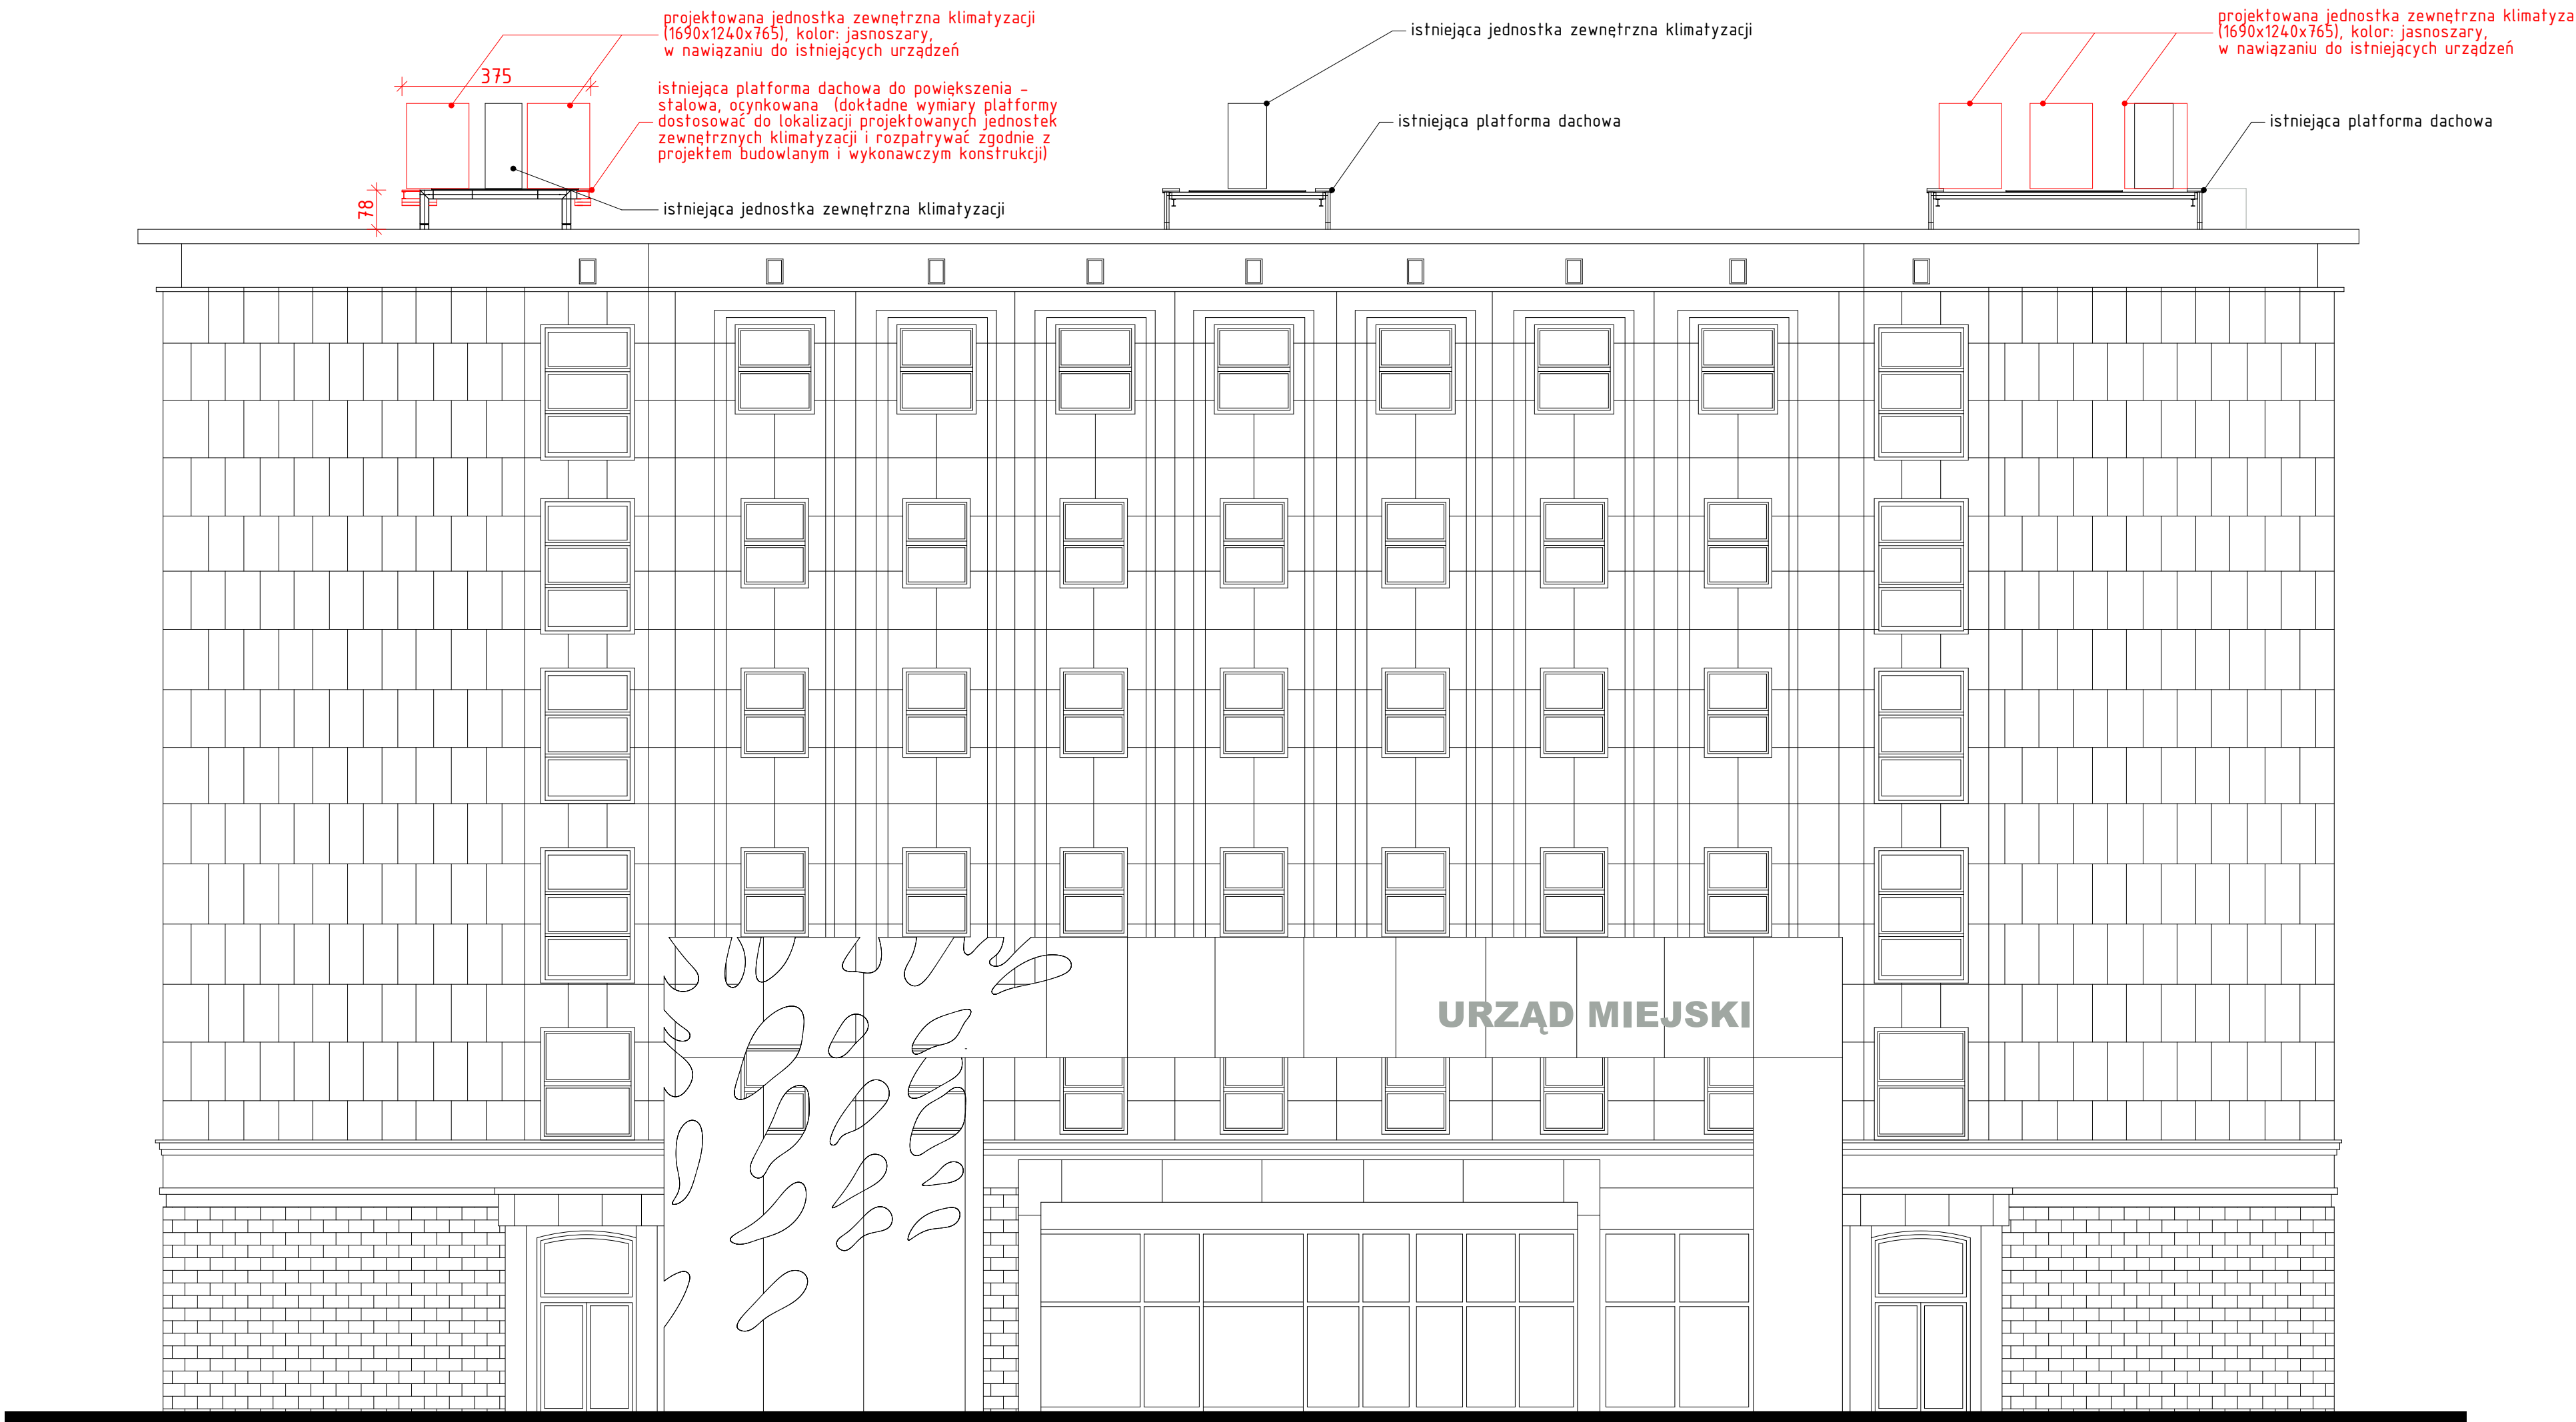 projektowana jednostka zewnętrzna klimatyzacji
(1690x1240x765), kolor: jasnoszary,
w nawiązaniu do istniejących urządzeń
375
istniejąca platforma dachowa do powiększenia –
stalowa, ocynkowana (dokładne wymiary platformy
dostosować do lokalizacji projektowanych jednostek
zewnętrznych klimatyzacji i rozpatrywać zgodnie z
projektem budowlanym i wykonawczym konstrukcji)
78
istniejąca jednostka zewnętrzna klimatyzacji
istniejąca jednostka zewnętrzna klimatyzacji
istniejąca platforma dachowa
projektowana jednostka zewnętrzna klimatyza
(1690x1240x765), kolor: jasnoszary,
w nawiązaniu do istniejących urządzeń
istniejąca platforma dachowa
URZĄD MIEJSKI